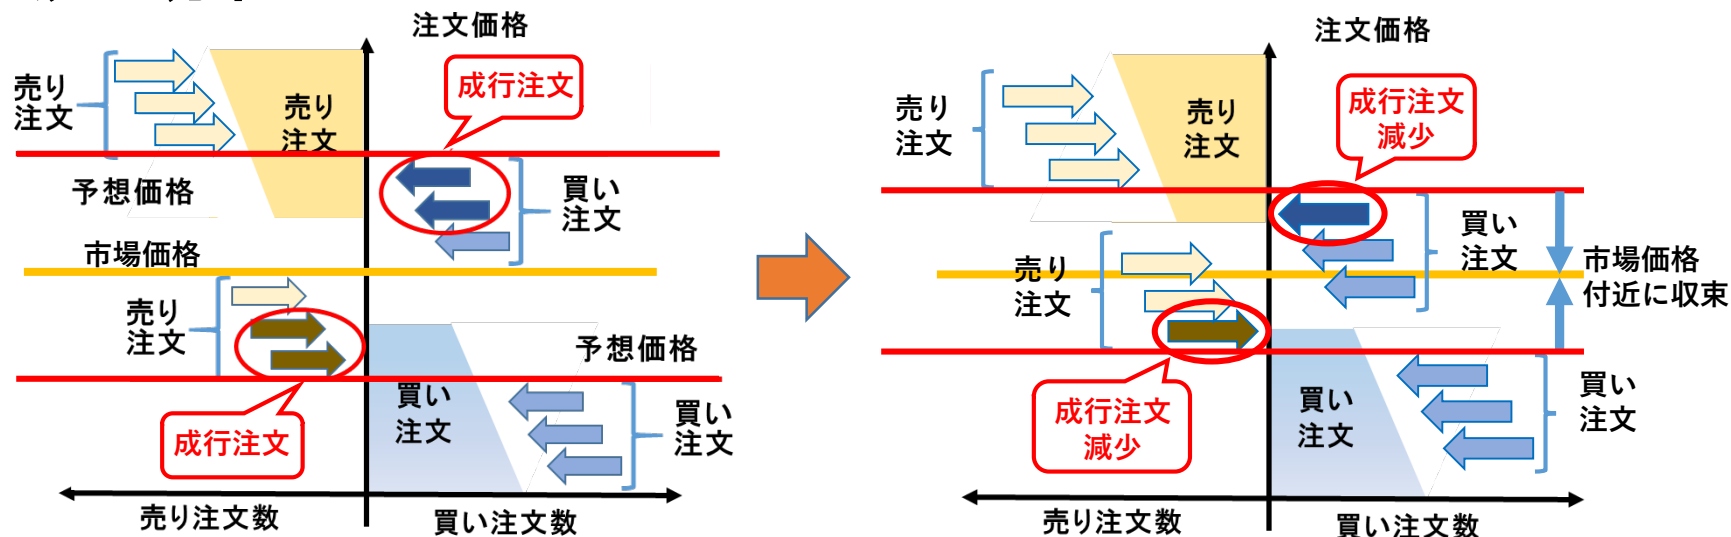 注文価格
成行注文
売り
注文
売り
注文
予想価格
買い
注文
市場価格
売り
注文
予想価格
買い
注文
買い
注文
成行注文
売り注文数
買い注文数
注文価格
成行注文
減少
売り
注文
売り
注文
買い
注文
売り
注文
市場価格
付近に収束
成行注文
減少
買い
注文
買い
注文
売り注文数
買い注文数